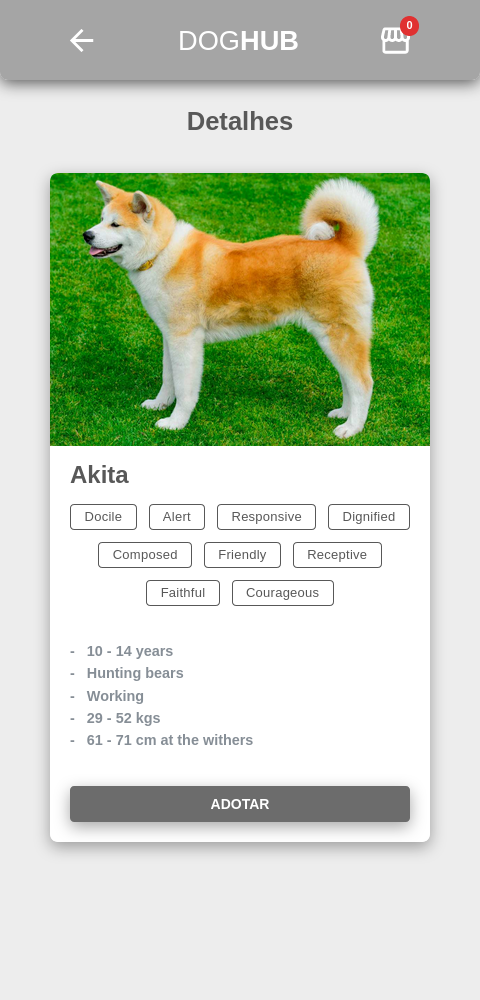 DOGHUB 0
Detalhes
Akita
Docile Alert Responsive Dignified
Composed Friendly Receptive
Faithful Courageous
- 10 - 14 years
- Hunting bears
- Working
- 29 - 52 kgs
- 61 - 71 cm at the withers
ADOTAR